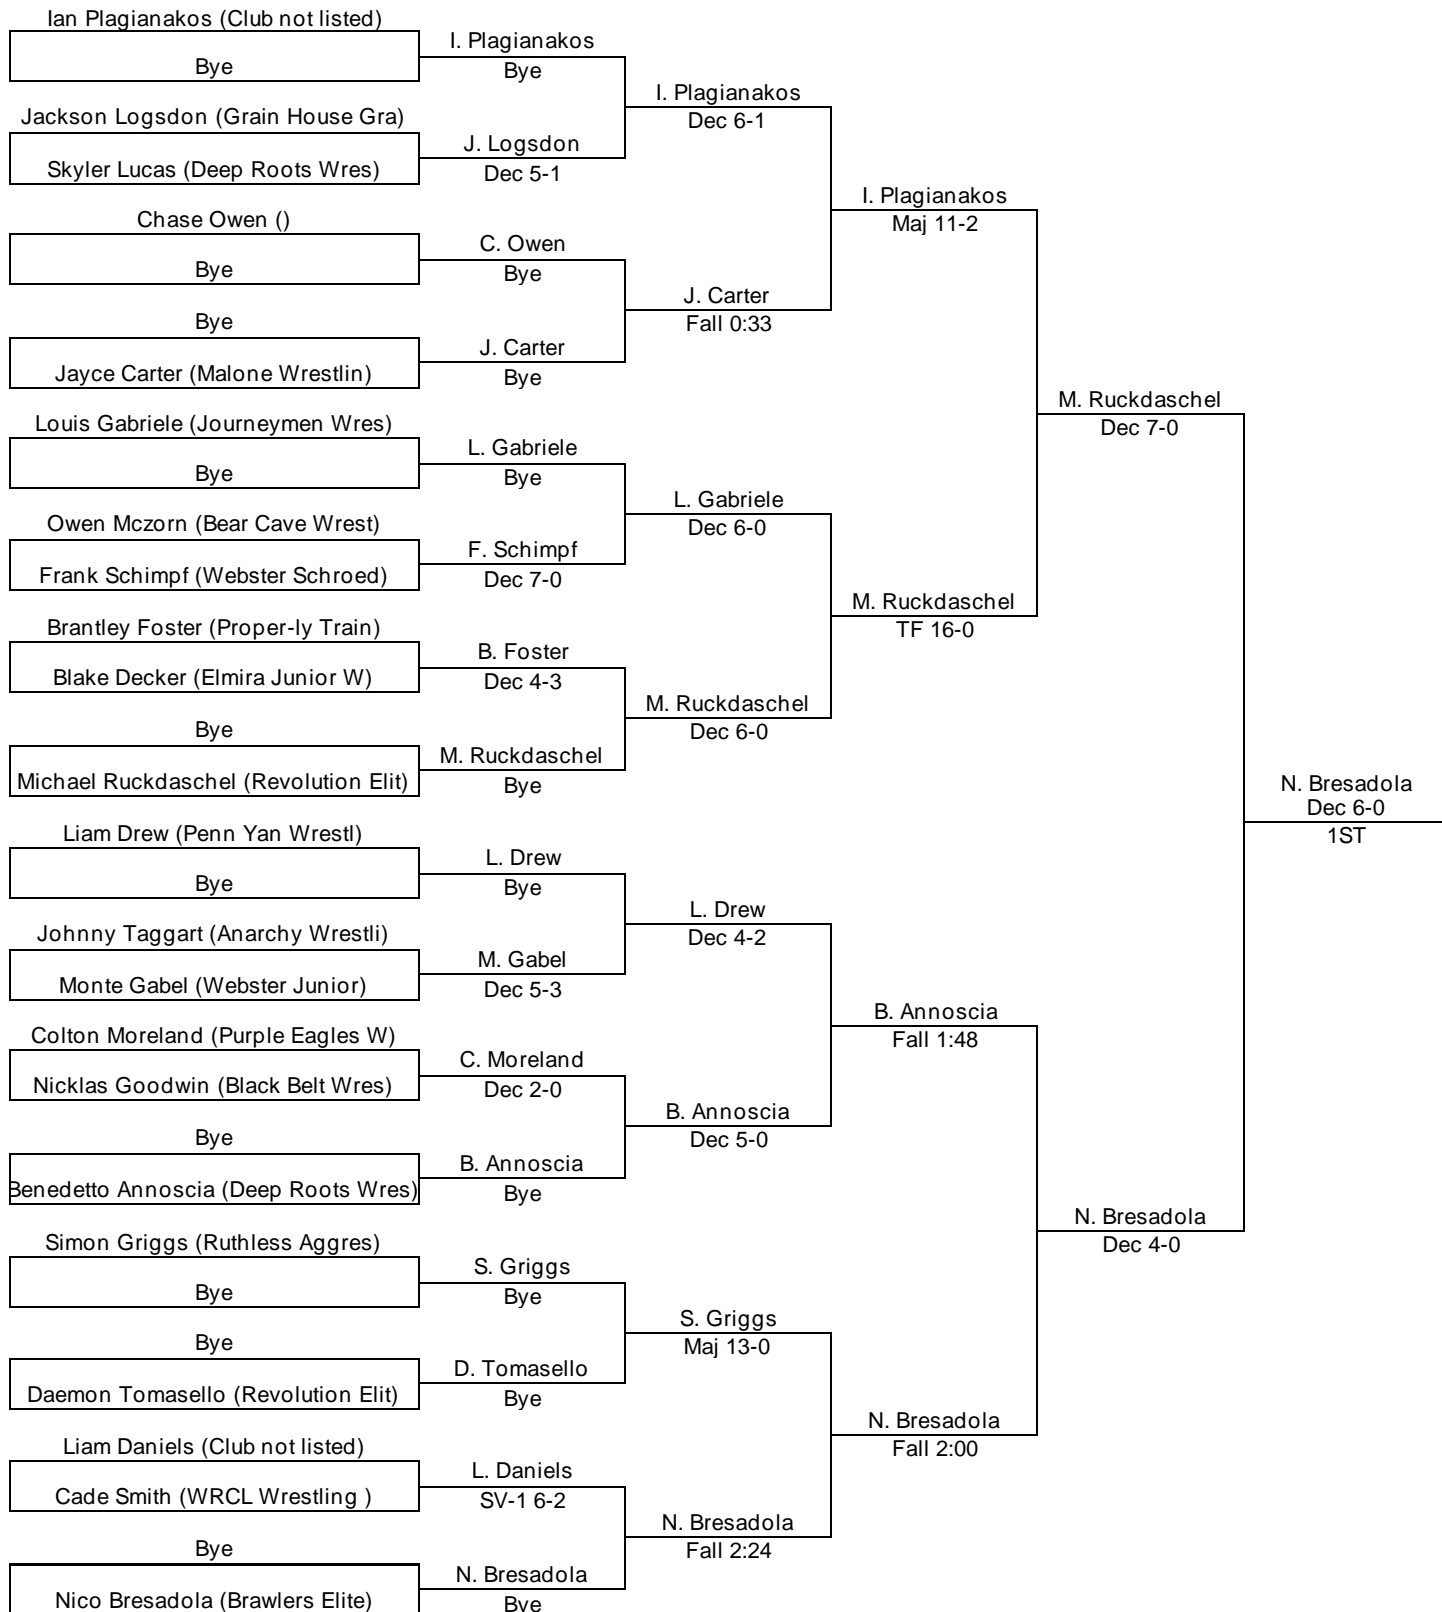 Ian Plagianakos (Club not listed)
Bye
Jackson Logsdon (Grain House Gra)
Skyler Lucas (Deep Roots Wres)
Chase Owen ()
Bye
Bye
Jayce Carter (Malone Wrestlin)
Louis Gabriele (Journeymen Wres)
Bye
Owen Mczorn (Bear Cave Wrest)
Frank Schimpf (Webster Schroed)
Brantley Foster (Proper-ly Train)
Blake Decker (Elmira Junior W)
Bye
Michael Ruckdaschel (Revolution Elit)
Liam Drew (Penn Yan Wrestl)
Bye
Johnny Taggart (Anarchy Wrestli)
Monte Gabel (Webster Junior)
Colton Moreland (Purple Eagles W)
Nicklas Goodwin (Black Belt Wres)
Bye
Benedetto Annoscia (Deep Roots Wres)
Simon Griggs (Ruthless Aggres)
Bye
Bye
Daemon Tomasello (Revolution Elit)
Liam Daniels (Club not listed)
Cade Smith (WRCL Wrestling )
Bye
Nico Bresadola (Brawlers Elite)
I. Plagianakos
Bye
J. Logsdon
Dec 5-1
C. Owen
Bye
J. Carter
Bye
L. Gabriele
Bye
F. Schimpf
Dec 7-0
B. Foster
Dec 4-3
M. Ruckdaschel
Bye
L. Drew
Bye
M. Gabel
Dec 5-3
C. Moreland
Dec 2-0
B. Annoscia
Bye
S. Griggs
Bye
D. Tomasello
Bye
L. Daniels
SV-1 6-2
N. Bresadola
Bye
I. Plagianakos
Dec 6-1
J. Carter
Fall 0:33
L. Gabriele
Dec 6-0
M. Ruckdaschel
Dec 6-0
L. Drew
Dec 4-2
B. Annoscia
Dec 5-0
S. Griggs
Maj 13-0
N. Bresadola
Fall 2:24
I. Plagianakos
Maj 11-2
M. Ruckdaschel
TF 16-0
B. Annoscia
Fall 1:48
N. Bresadola
Fall 2:00
M. Ruckdaschel
Dec 7-0
N. Bresadola
Dec 4-0
N. Bresadola
Dec 6-0
1ST